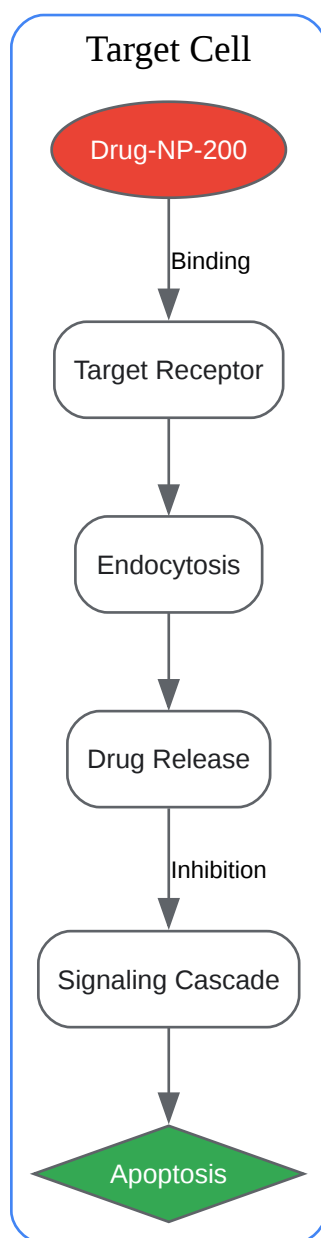 Target Cell
Drug-NP-200
Binding
Target Receptor
Endocytosis
Drug Release
Inhibition
Signaling Cascade
Apoptosis